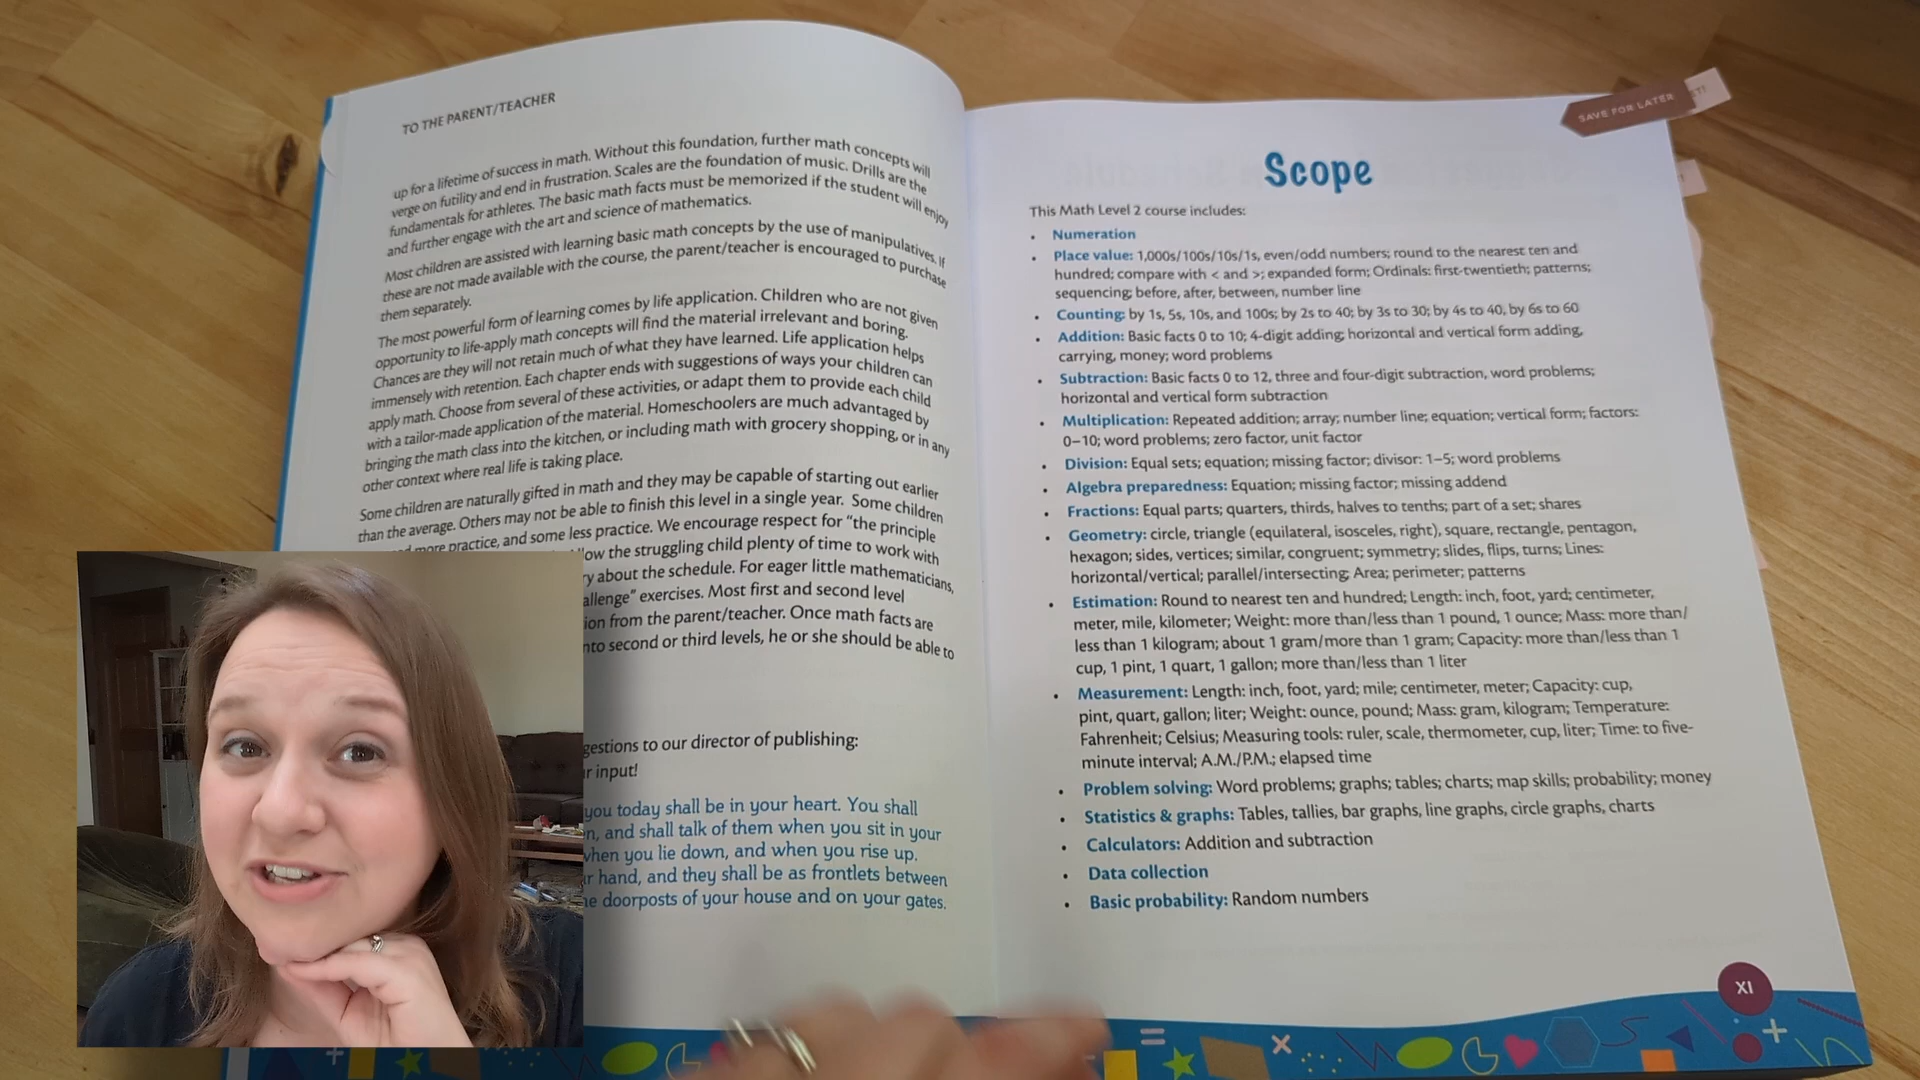 TO THE PARENT/TEACHER
up for a lifetime of success in math. Without this foundation, further math concepts will
verge on futility and end in frustration. Scales are the foundation of music. Drills are the
fundamentals for athletes. The basic math facts must be memorized if the student will enjoy
and further engage with the art and science of mathematics.
Most children are assisted with learning basic math concepts by the use of manipulatives. If
these are not made available with the course, the parent/teacher is encouraged to purchase
them separately.
The most powerful form of learning comes by life application. Children who are not given
opportunity to life-apply math concepts will find the material irrelevant and boring.
Chances are they will not retain much of what they have learned. Life application helps
immensely with retention. Each chapter ends with suggestions of ways your children can
apply math. Choose from several of these activities, or adapt them to provide each child
with a tailor-made application of the material. Homeschoolers are much advantaged by
bringing the math class into the kitchen, or including math with grocery shopping, or in any
other context where real life is taking place.
Some children are naturally gifted in math and they may be capable of starting out earlier
than the average. Others may not be able to finish this level in a single year. Some children
more practice, and some less practice. We encourage respect for "the principle
low the struggling child plenty of time to work with
ry about the schedule. For eager little mathematicians,
allenge" exercises. Most first and second level
ion from the parent/teacher. Once math facts are
nto second or third levels, he or she should be able to
gestions to our director of publishing:
r input!
you today shall be in your heart. You shall
n, and shall talk of them when you sit in your
when you lie down, and when you rise up.
ur hand, and they shall be as frontlets between
he doorposts of your house and on your gates.
SAVE FOR LATER
Scope
This Math Level 2 course includes:
• Numeration
• Place value: 1,000s/100s/10s/1s, even/odd numbers; round to the nearest ten and
hundred; compare with < and >; expanded form; Ordinals: first-twentieth; patterns;
sequencing; before, after, between, number line
• Counting: by 1s, 5s, 10s, and 100s; by 2s to 40; by 3s to 30; by 4s to 40, by 6s to 60
• Addition: Basic facts 0 to 10; 4-digit adding; horizontal and vertical form adding,
carrying, money; word problems
• Subtraction: Basic facts 0 to 12, three and four-digit subtraction, word problems;
horizontal and vertical form subtraction
• Multiplication: Repeated addition; array; number line; equation; vertical form; factors:
0–10; word problems; zero factor, unit factor
• Division: Equal sets; equation; missing factor; divisor: 1–5; word problems
• Algebra preparedness: Equation; missing factor; missing addend
• Fractions: Equal parts; quarters, thirds, halves to tenths; part of a set; shares
• Geometry: circle, triangle (equilateral, isosceles, right), square, rectangle, pentagon,
hexagon; sides, vertices; similar, congruent; symmetry; slides, flips, turns; Lines:
horizontal/vertical; parallel/intersecting; Area; perimeter; patterns
• Estimation: Round to nearest ten and hundred; Length: inch, foot, yard; centimeter,
meter, mile, kilometer; Weight: more than/less than 1 pound, 1 ounce; Mass: more than/
less than 1 kilogram; about 1 gram/more than 1 gram; Capacity: more than/less than 1
cup, 1 pint, 1 quart, 1 gallon; more than/less than 1 liter
• Measurement: Length: inch, foot, yard; mile; centimeter, meter; Capacity: cup,
pint, quart, gallon; liter; Weight: ounce, pound; Mass: gram, kilogram; Temperature:
Fahrenheit; Celsius; Measuring tools: ruler, scale, thermometer, cup, liter; Time: to five-
minute interval; A.M./P.M.; elapsed time
• Problem solving: Word problems; graphs; tables; charts; map skills; probability; money
• Statistics & graphs: Tables, tallies, bar graphs, line graphs, circle graphs, charts
• Calculators: Addition and subtraction
• Data collection
• Basic probability: Random numbers
XI